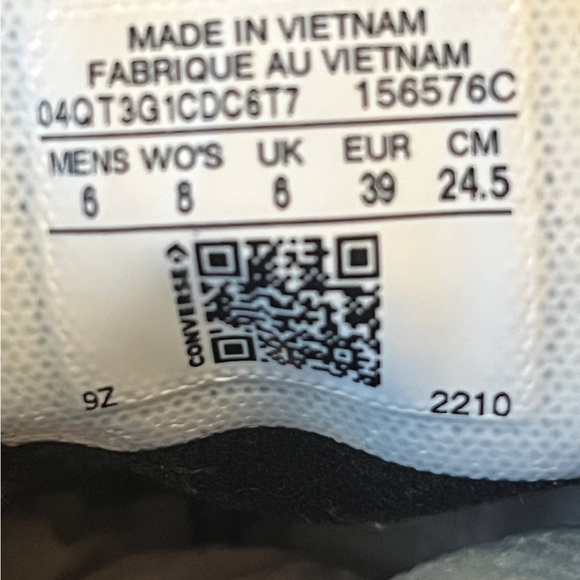 MADE IN VIETNAM
FABRIQUE AU VIETNAM
04QT3G1CDC6T7 156576C
MENS WO'S UK EUR CM
6 8 6 39 24.5
CONVERSE
9Z 2210